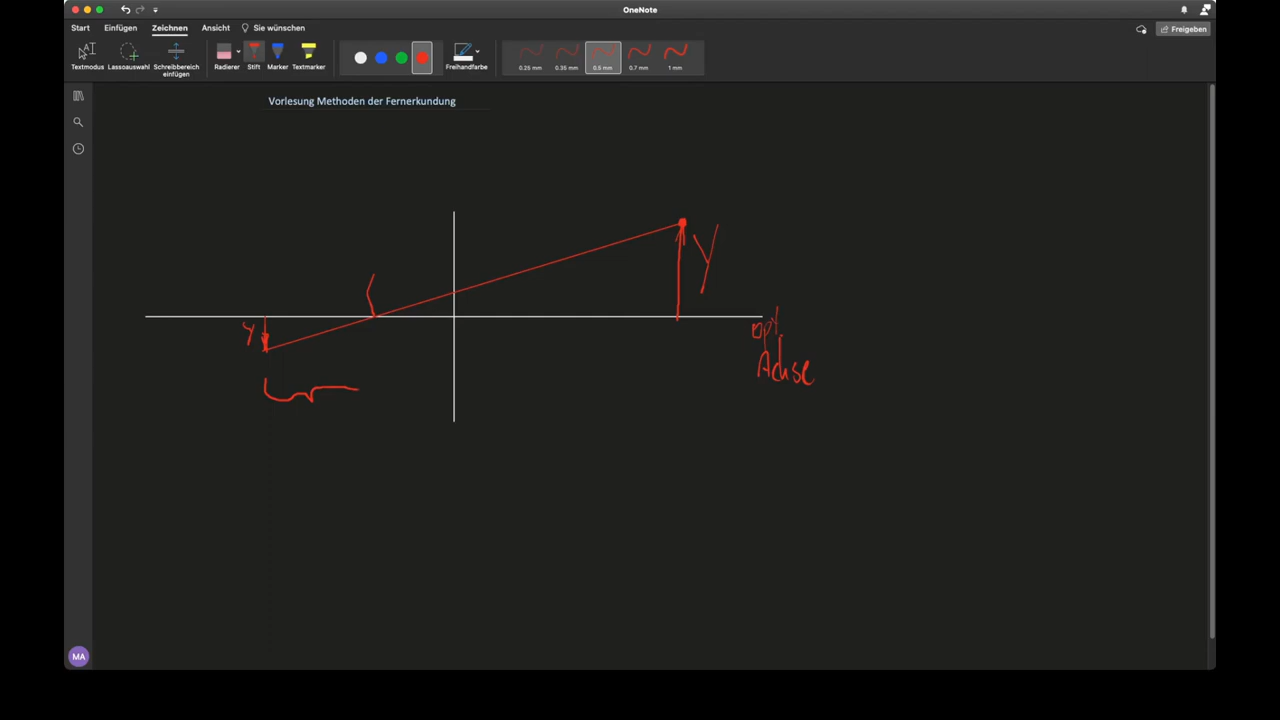 OneNote
Start Einfügen Zeichnen Ansicht Sie wünschen
Freigeben
Textmodus Lassoauswahl Schreibbereich einfügen Radierer Stift Marker Textmarker Freihandfarbe 0.25 mm 0.35 mm 0.5 mm 0.7 mm 1 mm
Vorlesung Methoden der Fernerkundung
Y
y
opt.
Achse
MA